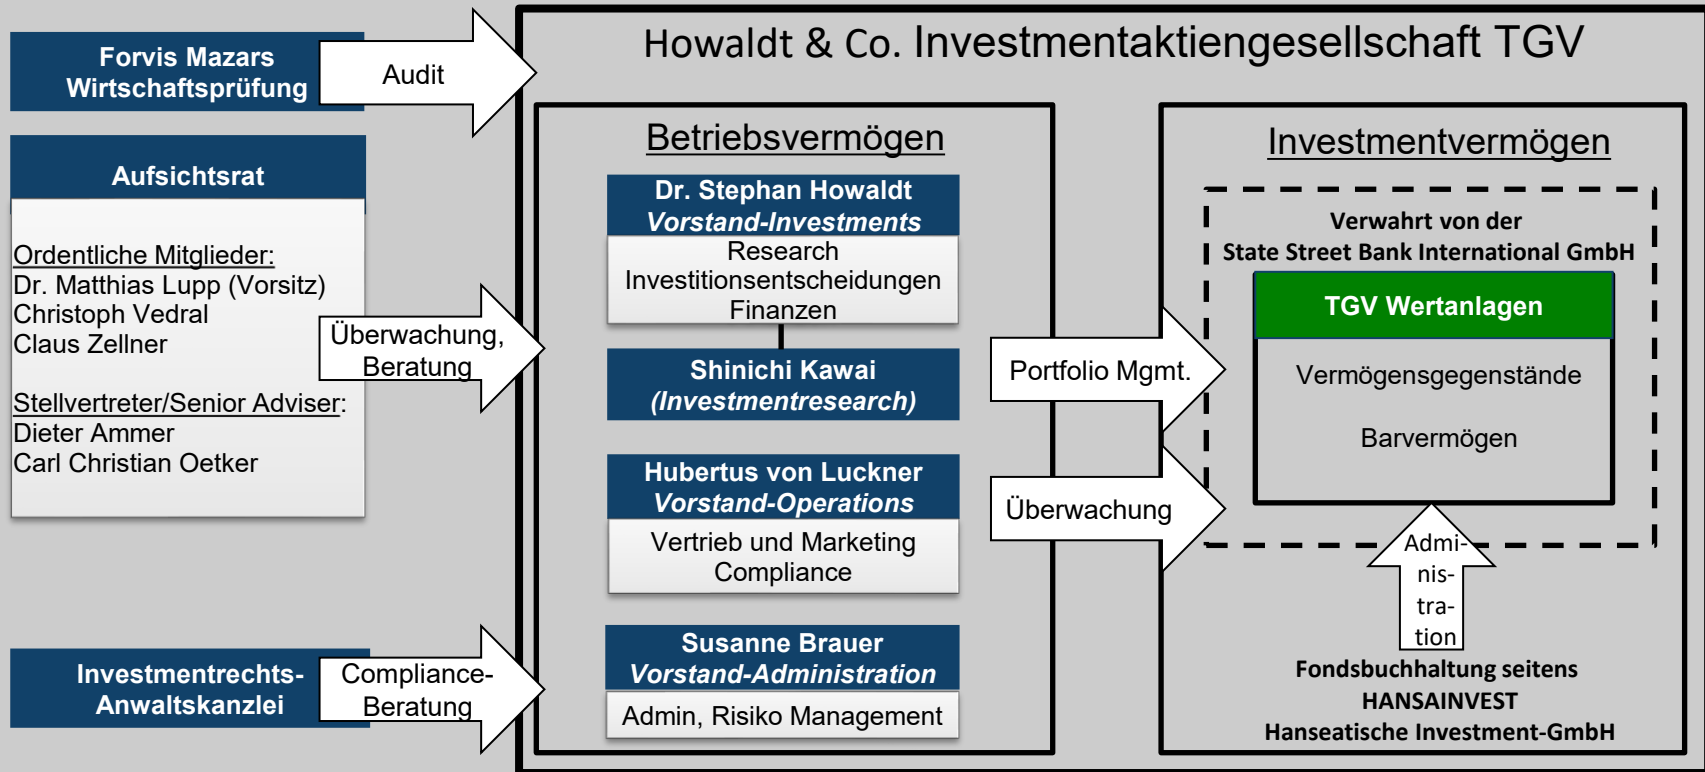 Howaldt & Co. Investmentaktiengesellschaft TGV
Forvis Mazars
Wirtschaftsprüfung
Audit
Aufsichtsrat
Ordentliche Mitglieder:
Dr. Matthias Lupp (Vorsitz)
Christoph Vedral
Claus Zellner
Stellvertreter/Senior Adviser:
Dieter Ammer
Carl Christian Oetker
Überwachung,
Beratung
Investmentrechts-
Anwaltskanzlei
Compliance-
Beratung
Betriebsvermögen
Dr. Stephan Howaldt
Vorstand-Investments
Research
Investitionsentscheidungen
Finanzen
Shinichi Kawai
(Investmentresearch)
Hubertus von Luckner
Vorstand-Operations
Vertrieb und Marketing
Compliance
Susanne Brauer
Vorstand-Administration
Admin, Risiko Management
Portfolio Mgmt.
Überwachung
Investmentvermögen
Verwahrt von der
State Street Bank International GmbH
TGV Wertanlagen
Vermögensgegenstände
Barvermögen
Admi-
nis-
tra-
tion
Fondsbuchhaltung seitens
HANSAINVEST
Hanseatische Investment-GmbH